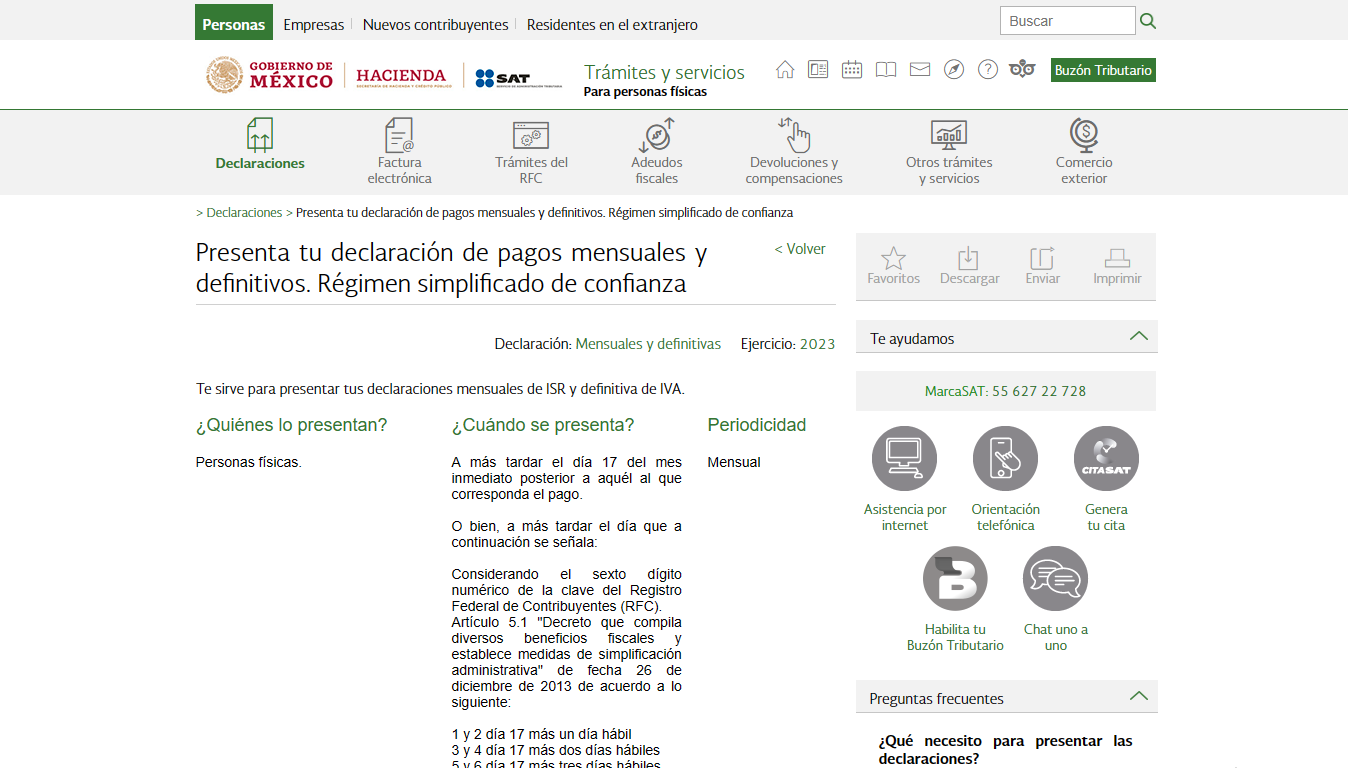 Personas
Empresas
Nuevos contribuyentes
Residentes en el extranjero
Buscar
GOBIERNO DE
MÉXICO
HACIENDA
SECRETARÍA DE HACIENDA Y CRÉDITO PÚBLICO
SAT
SERVICIO DE ADMINISTRACIÓN TRIBUTARIA
Trámites y servicios
Para personas físicas
Buzón Tributario
Declaraciones
Factura
electrónica
Trámites del
RFC
Adeudos
fiscales
Devoluciones y
compensaciones
Otros trámites
y servicios
Comercio
exterior
> Declaraciones > Presenta tu declaración de pagos mensuales y definitivos. Régimen simplificado de confianza
Presenta tu declaración de pagos mensuales y
definitivos. Régimen simplificado de confianza
< Volver
Declaración: Mensuales y definitivas Ejercicio: 2023
Te sirve para presentar tus declaraciones mensuales de ISR y definitiva de IVA.
¿Quiénes lo presentan?
Personas físicas.
¿Cuándo se presenta?
A más tardar el día 17 del mes
inmediato posterior a aquél al que
corresponda el pago.
O bien, a más tardar el día que a
continuación se señala:
Considerando el sexto dígito
numérico de la clave del Registro
Federal de Contribuyentes (RFC).
Artículo 5.1 "Decreto que compila
diversos beneficios fiscales y
establece medidas de simplificación
administrativa" de fecha 26 de
diciembre de 2013 de acuerdo a lo
siguiente:
1 y 2 día 17 más un día hábil
3 y 4 día 17 más dos días hábiles
5 y 6 día 17 más tres días hábiles
Periodicidad
Mensual
Favoritos
Descargar
Enviar
Imprimir
Te ayudamos
MarcaSAT: 55 627 22 728
CITASAT
Asistencia por
internet
Orientación
telefónica
Genera
tu cita
B
Habilita tu
Buzón Tributario
Chat uno a
uno
Preguntas frecuentes
¿Qué necesito para presentar las
declaraciones?